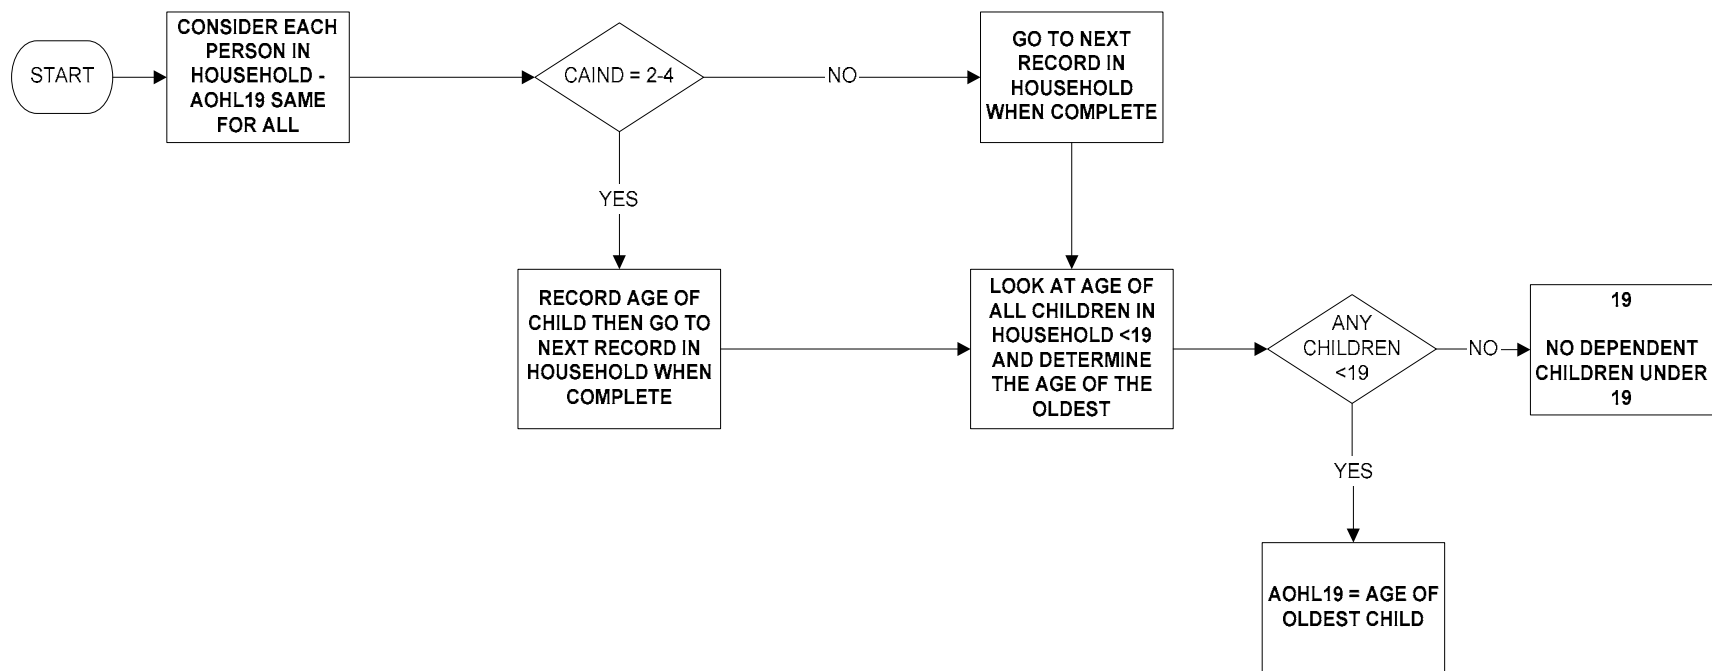 START
CONSIDER EACH
PERSON IN
HOUSEHOLD -
AOHL19 SAME
FOR ALL
CAIND = 2-4
NO
GO TO NEXT
RECORD IN
HOUSEHOLD
WHEN COMPLETE
YES
RECORD AGE OF
CHILD THEN GO TO
NEXT RECORD IN
HOUSEHOLD WHEN
COMPLETE
LOOK AT AGE OF
ALL CHILDREN IN
HOUSEHOLD <19
AND DETERMINE
THE AGE OF THE
OLDEST
ANY
CHILDREN
<19
NO
19
NO DEPENDENT
CHILDREN UNDER
19
YES
AOHL19 = AGE OF
OLDEST CHILD